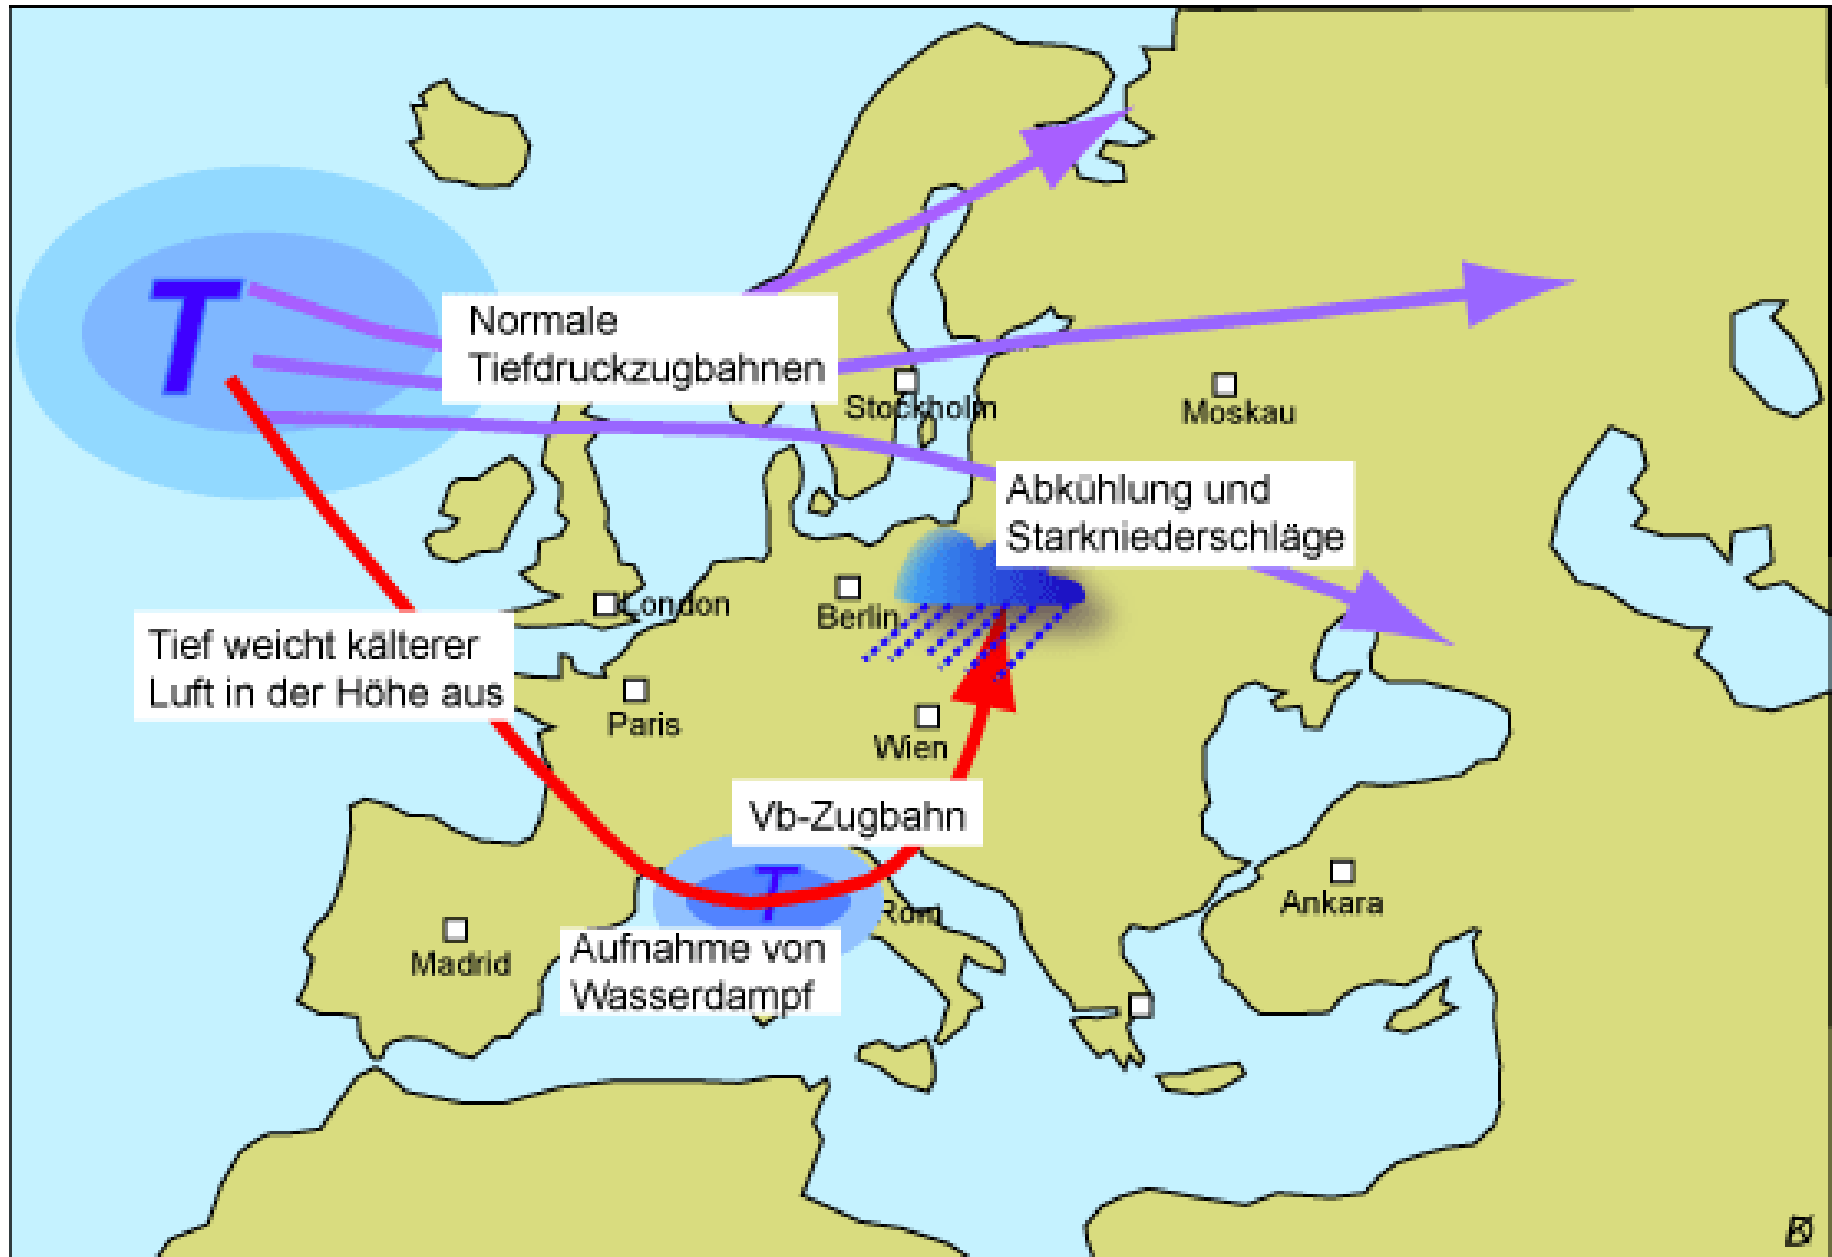 T
Normale
Tiefdruckzugbahnen
Stockholm
Moskau
Abkühlung und
Starkniederschläge
London
Berlin
Tief weicht kälterer
Luft in der Höhe aus
Paris
Wien
Vb-Zugbahn
T
Ankara
Rom
Madrid
Aufnahme von
Wasserdampf